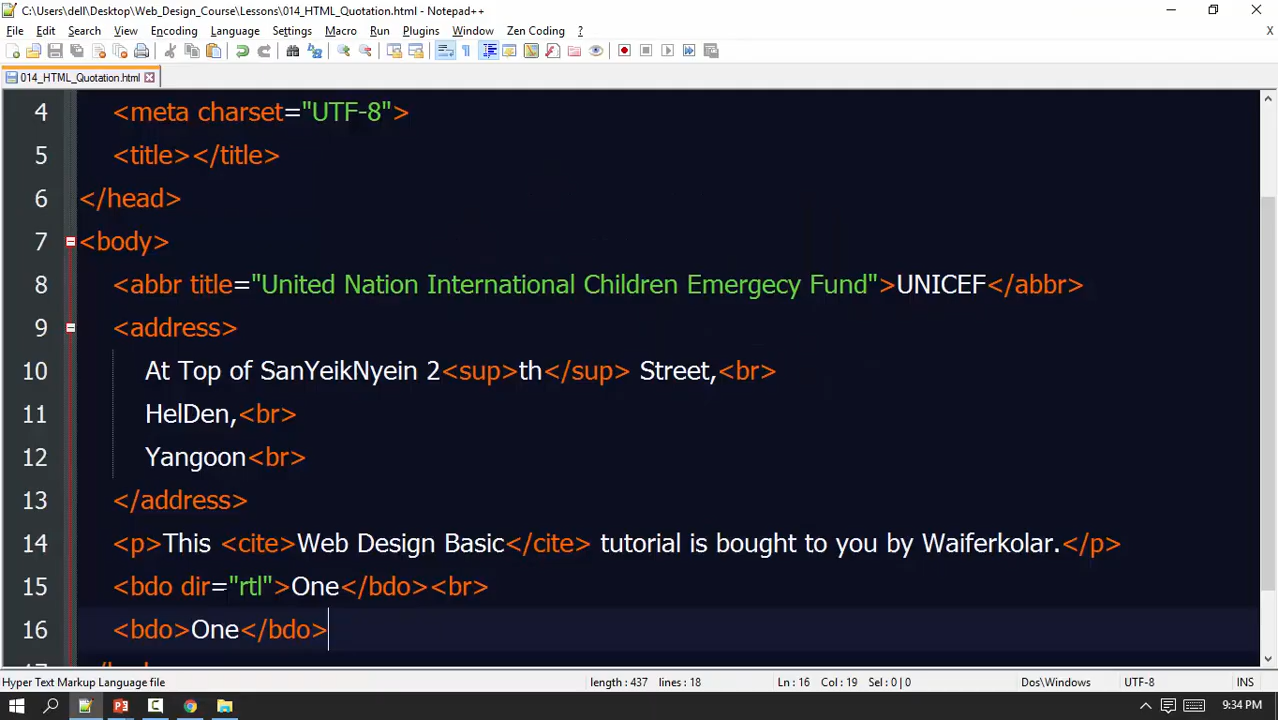 C:\Users\dell\Desktop\Web_Design_Course\Lessons\014_HTML_Quotation.html - Notepad++
File Edit Search View Encoding Language Settings Macro Run Plugins Window Zen Coding ?
014_HTML_Quotation.html
4 <meta charset="UTF-8">
5 <title></title>
6 </head>
7 <body>
8 <abbr title="United Nation International Children Emergecy Fund">UNICEF</abbr>
9 <address>
10 At Top of SanYeikNyein 2<sup>th</sup> Street,<br>
11 HelDen,<br>
12 Yangoon<br>
13 </address>
14 <p>This <cite>Web Design Basic</cite> tutorial is bought to you by Waiferkolar.</p>
15 <bdo dir="rtl">One</bdo><br>
16 <bdo>One</bdo>
Hyper Text Markup Language file length : 437 lines : 18 Ln : 16 Col : 19 Sel : 0 | 0 Dos\Windows UTF-8 INS
9:34 PM